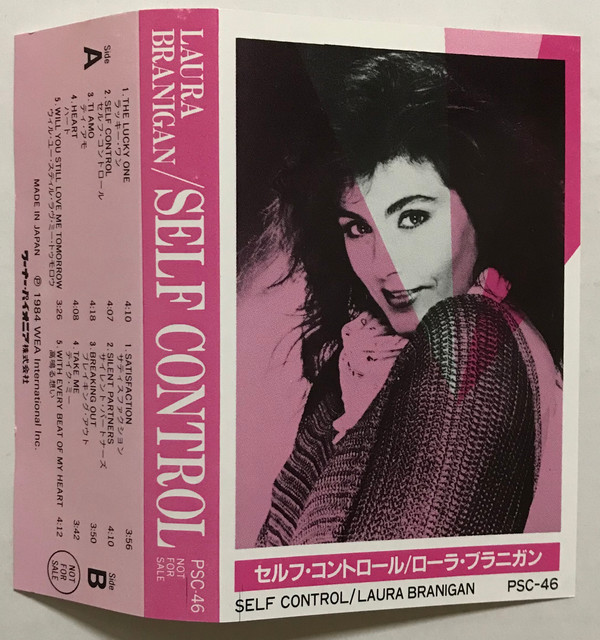 LAURA
BRANIGAN/SELF CONTROL
PSC-46
NOT
FOR
SALE
Side
A
1. THE LUCKY ONE 4:10
ラッキー・ワン
2. SELF CONTROL 4:07
セルフ・コントロール
3. TI AMO 4:18
ティ・アモ
4. HEART 4:08
ハート
5. WILL YOU STILL LOVE ME TOMORROW 3:26
ウィル・ユー・スティル・ラヴ・ミー・トゥモロウ
1. SATISFACTION 3:56
サティスファクション
2. SILENT PARTNERS 4:10
サイレント・パートナーズ
3. BREAKING OUT 3:50
ブレイキング・アウト
4. TAKE ME 3:42
テイク・ミー
5. WITH EVERY BEAT OF MY HEART 4:12
高鳴る想い
Side
B
MADE IN JAPAN Ⓟ 1984 WEA International Inc.
ワーナー・パイオニア株式会社
NOT
FOR
SALE
セルフ・コントロール/ローラ・ブラニガン
SELF CONTROL/LAURA BRANIGAN PSC-46